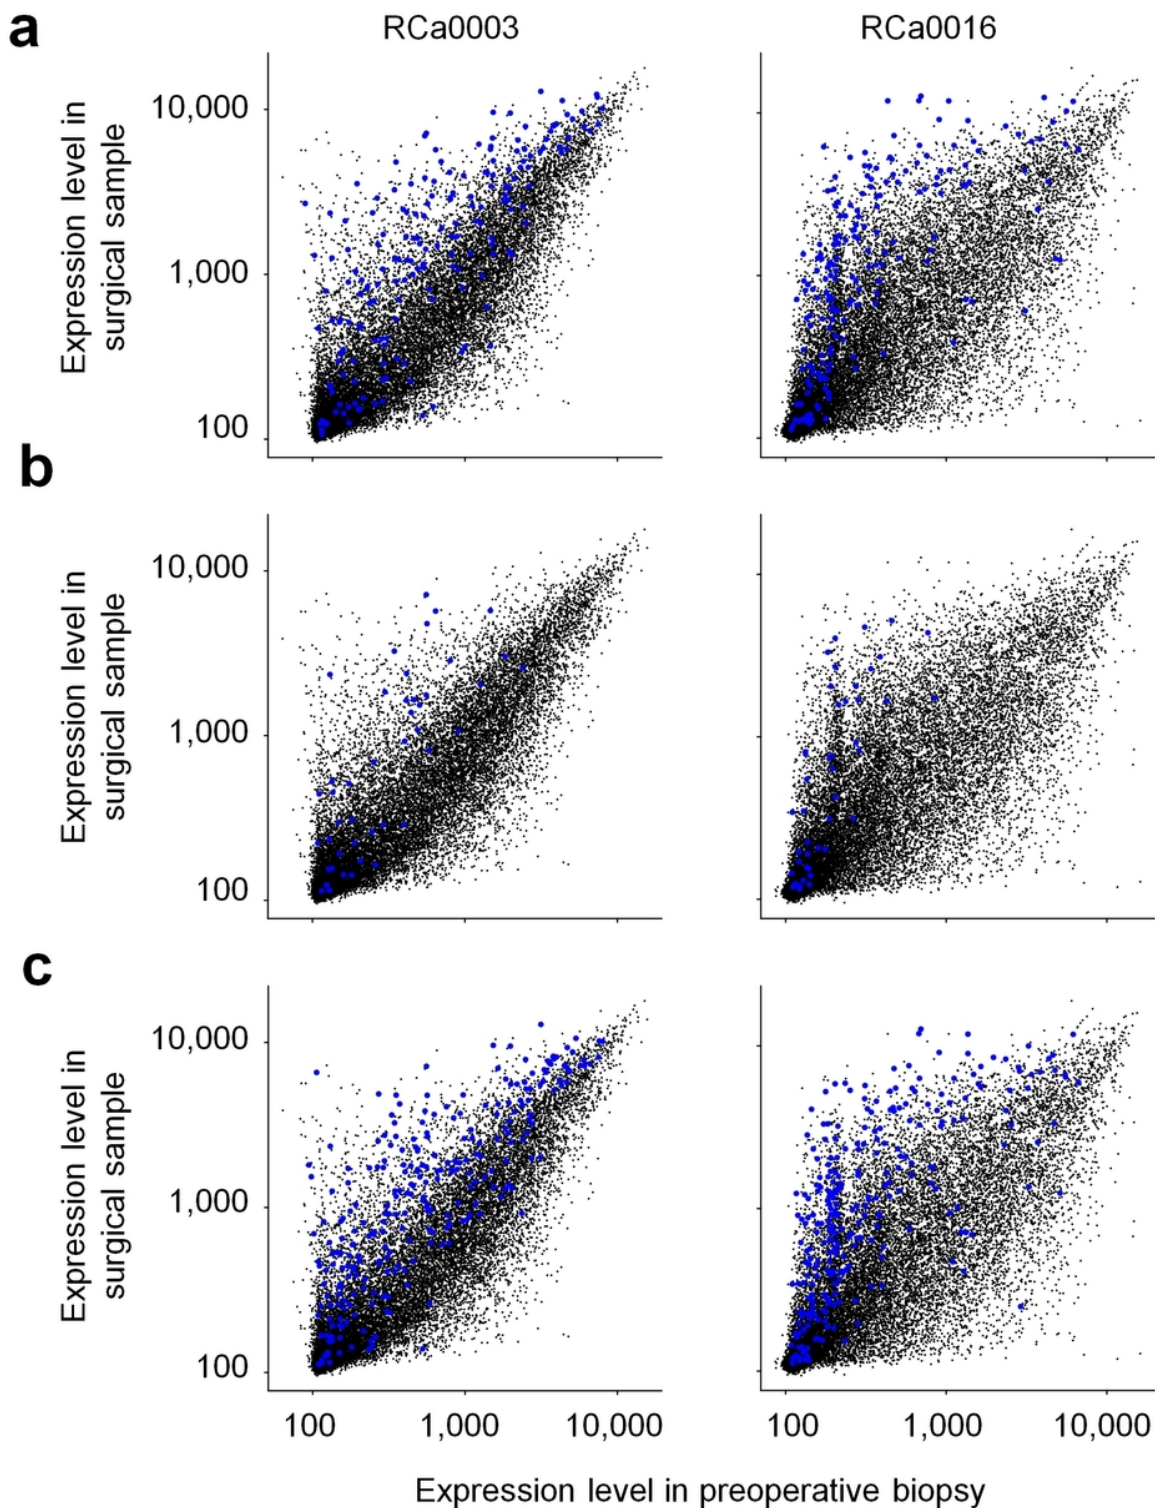 a
RCa0003
RCa0016
Expression level in
surgical sample
10,000
1,000
100
b
Expression level in
surgical sample
10,000
1,000
100
c
Expression level in
surgical sample
10,000
1,000
100
100
1,000
10,000
100
1,000
10,000
Expression level in preoperative biopsy